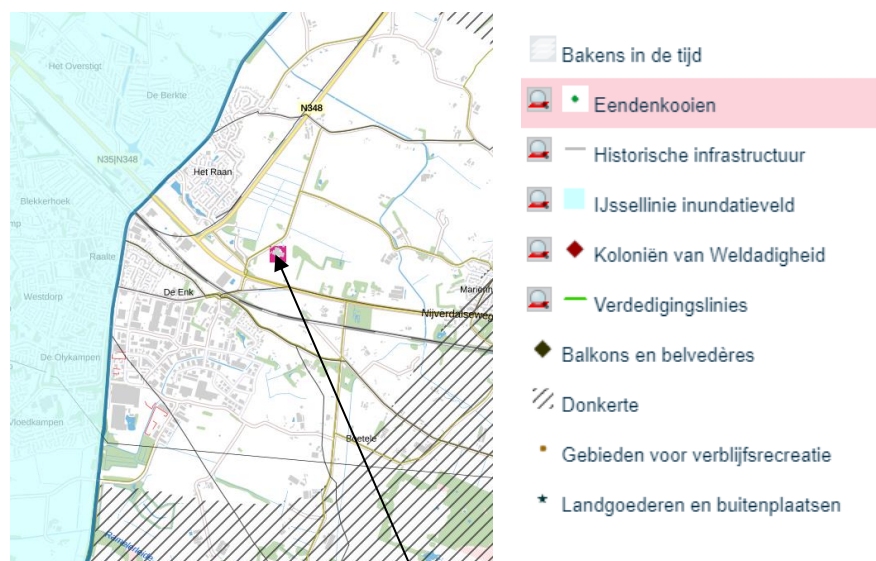 Het Overstigt
De Berkte
N348
N35|N348
Het Raan
Blekkerhoek
mp
Raalte
De Enk
Westdorp
Nijverdalseweg
De Olykampen
Vloedkampen
Boetele
Bakens in de tijd
Eendenkooien
Historische infrastructuur
IJssellinie inundatieveld
Koloniën van Weldadigheid
Verdedigingslinies
Balkons en belvedères
Donkerte
Gebieden voor verblijfsrecreatie
Landgoederen en buitenplaatsen